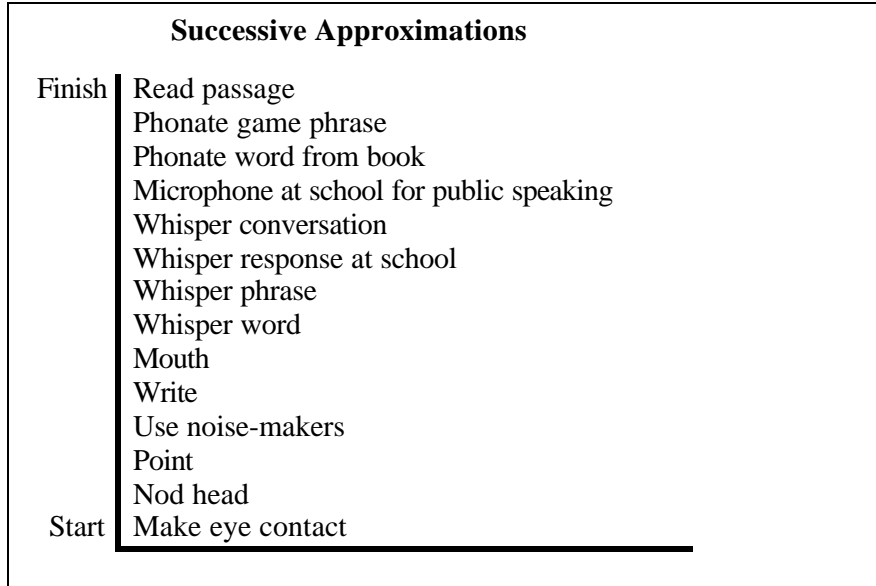 Successive Approximations
Finish Read passage
Phonate game phrase
Phonate word from book
Microphone at school for public speaking
Whisper conversation
Whisper response at school
Whisper phrase
Whisper word
Mouth
Write
Use noise-makers
Point
Nod head
Start Make eye contact